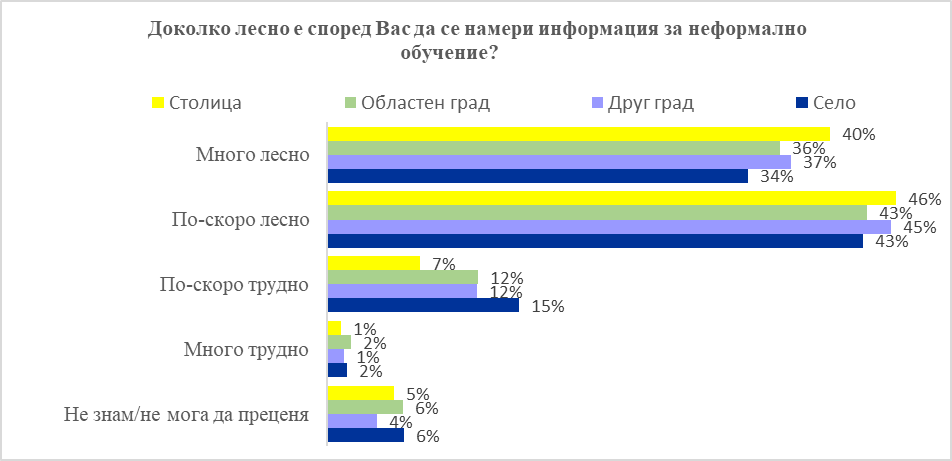 Доколко лесно е според Вас да се намери информация за неформално
обучение?
Столица Областен град Друг град Село
Много лесно
40%
36%
37%
34%
По-скоро лесно
46%
43%
45%
43%
По-скоро трудно
7%
12%
12%
15%
Много трудно
1%
2%
1%
2%
Не знам/не мога да преценя
5%
6%
4%
6%